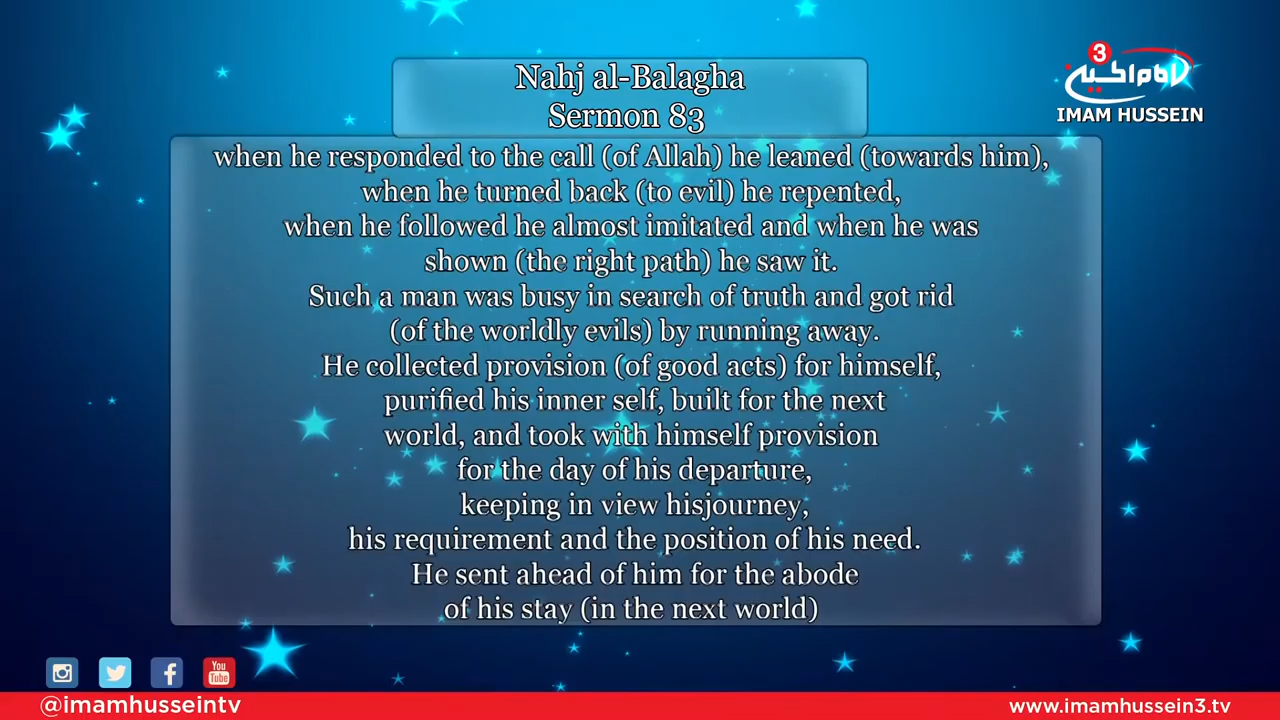 Nahj al-Balagha
Sermon 83
when he responded to the call (of Allah) he leaned (towards him),
when he turned back (to evil) he repented,
when he followed he almost imitated and when he was
shown (the right path) he saw it.
Such a man was busy in search of truth and got rid
(of the worldly evils) by running away.
He collected provision (of good acts) for himself,
purified his inner self, built for the next
world, and took with himself provision
for the day of his departure,
keeping in view hisjourney,
his requirement and the position of his need.
He sent ahead of him for the abode
of his stay (in the next world)
3
الامام الحسين
IMAM HUSSEIN
You
Tube
@imamhusseintv
www.imamhussein3.tv